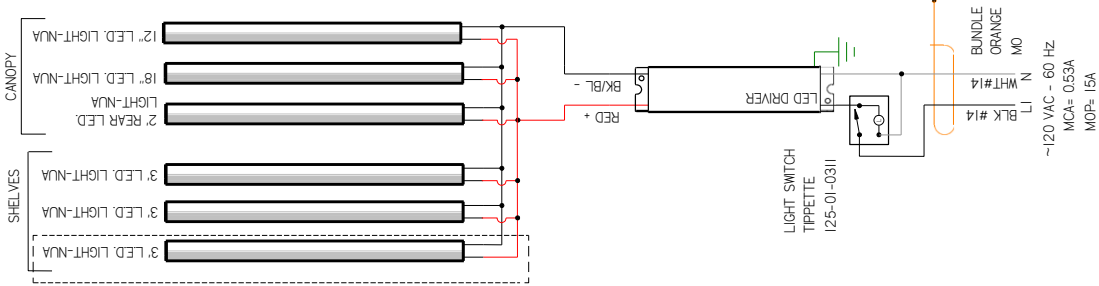 CANOPY
12" LED. LIGHT-NUA
18" LED. LIGHT-NUA
2' REAR LED.
LIGHT-NUA
SHELVES
3' LED. LIGHT-NUA
3' LED. LIGHT-NUA
3' LED. LIGHT-NUA
BK/BL -
RED +
LED DRIVER
LIGHT SWITCH
TIPPETTE
125-01-0311
L
BUNDLE
ORANGE
MO
WHT#14 N
BLK #14 L1
~120 VAC - 60 Hz
MCA= 0.53A
MOP= 15A